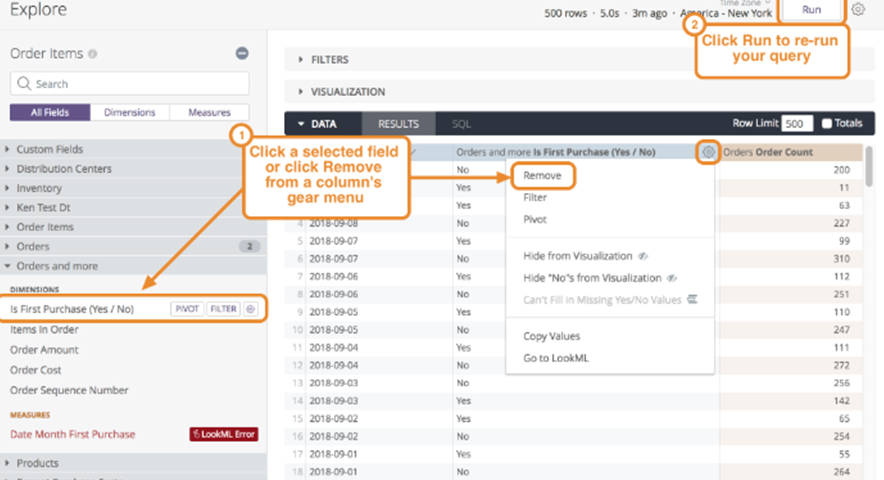 Explore
500 rows · 5.0s · 3m ago · America - New York
Time Zone
Run
2
Click Run to re-run
your query
Order Items
Search
All Fields Dimensions Measures
Custom Fields
Distribution Centers
Inventory
Ken Test Dt
Order Items
Orders 2
Orders and more
DIMENSIONS
Is First Purchase (Yes / No) PIVOT FILTER
Items In Order
Order Amount
Order Cost
Order Sequence Number
MEASURES
Date Month First Purchase LookML Error
Products
1
Click a selected field
or click Remove
from a column's
gear menu
FILTERS
VISUALIZATION
DATA RESULTS SQL Row Limit 500 Totals
Orders and more Is First Purchase (Yes / No) Orders Order Count
No 200
Yes 11
Yes 63
4 2018-09-08 No 227
5 2018-09-07 Yes 99
6 2018-09-07 No 310
7 2018-09-06 Yes 112
8 2018-09-06 No 251
9 2018-09-05 Yes 110
10 2018-09-05 No 247
11 2018-09-04 Yes 111
12 2018-09-04 No 272
13 2018-09-03 No 256
14 2018-09-03 Yes 142
15 2018-09-02 Yes 65
16 2018-09-02 No 254
17 2018-09-01 Yes 55
18 2018-09-01 No 264
Remove
Filter
Pivot
Hide from Visualization
Hide "No"s from Visualization
Can't Fill in Missing Yes/No Values
Copy Values
Go to LookML